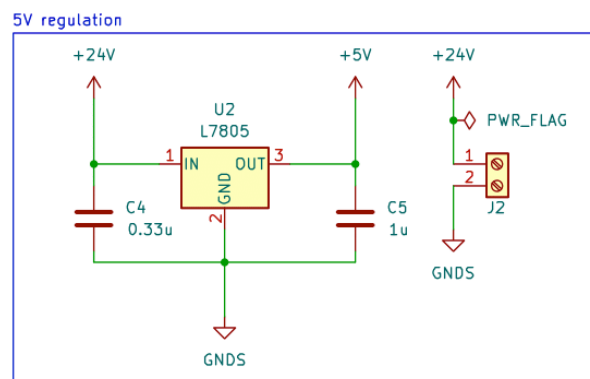 5V regulation
+24V
+5V
+24V
U2
L7805
PWR_FLAG
1 IN OUT 3
1
2
GND
2
C4
0.33u
C5
1u
J2
GNDS
GNDS